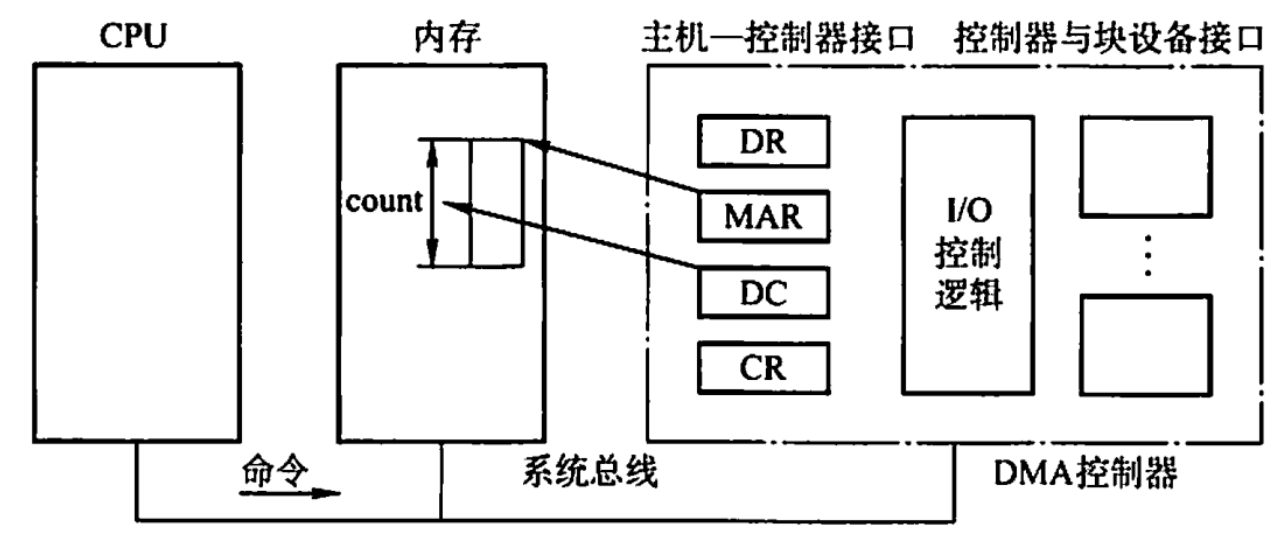 CPU
内存
主机—控制器接口
控制器与块设备接口
count
DR
MAR
DC
CR
I/O
控制
逻辑
命令
系统总线
DMA控制器